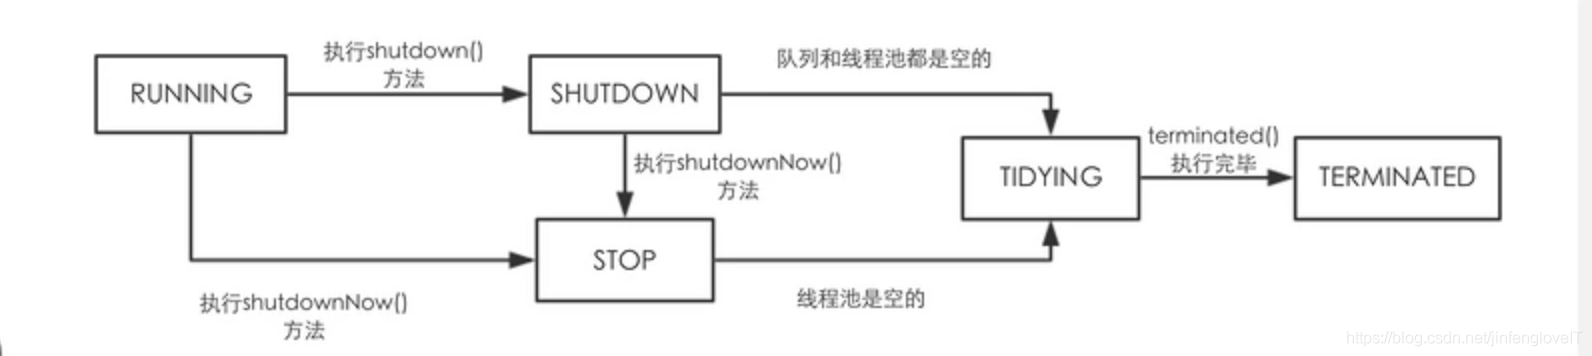 执行shutdown()
方法
队列和线程池都是空的
RUNNING
SHUTDOWN
terminated()
执行完毕
执行shutdownNow()
方法
TIDYING
TERMINATED
STOP
执行shutdownNow()
方法
线程池是空的
https://blog.csdn.net/jinfengloveIT